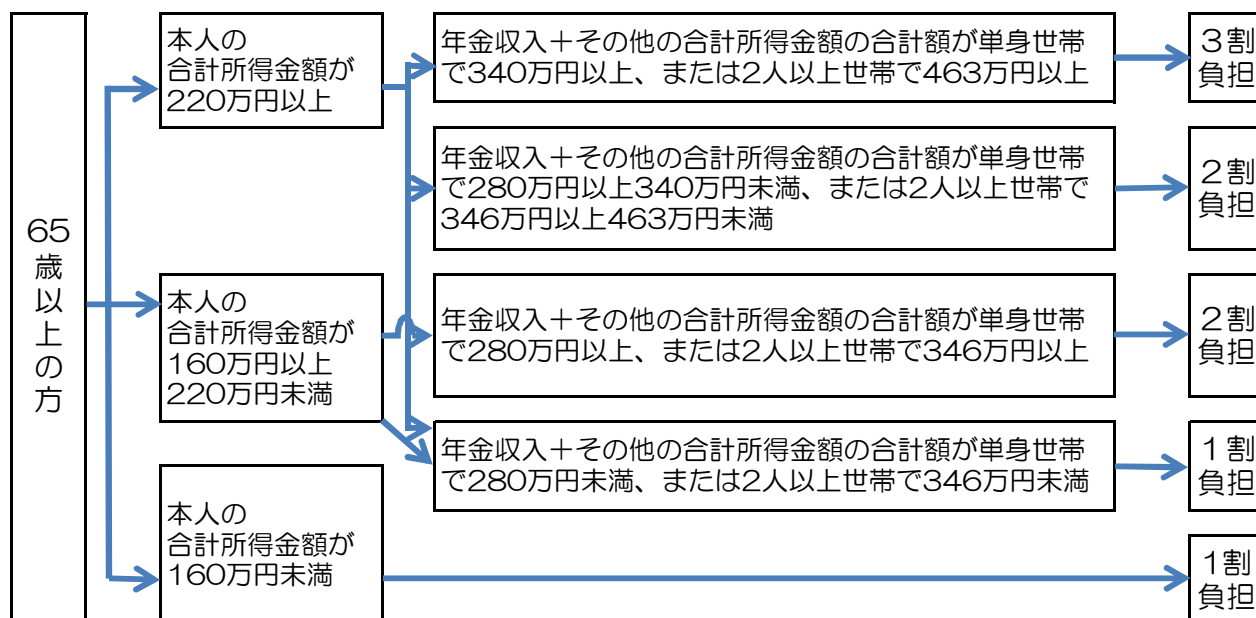 65歳以上の方
本人の
合計所得金額が
220万円以上
年金収入＋その他の合計所得金額の合計額が単身世帯
で340万円以上、または2人以上世帯で463万円以上
3割
負担
年金収入＋その他の合計所得金額の合計額が単身世帯
で280万円以上340万円未満、または2人以上世帯で
346万円以上463万円未満
2割
負担
本人の
合計所得金額が
160万円以上
220万円未満
年金収入＋その他の合計所得金額の合計額が単身世帯
で280万円以上、または2人以上世帯で346万円以上
2割
負担
年金収入＋その他の合計所得金額の合計額が単身世帯
で280万円未満、または2人以上世帯で346万円未満
1割
負担
本人の
合計所得金額が
160万円未満
1割
負担